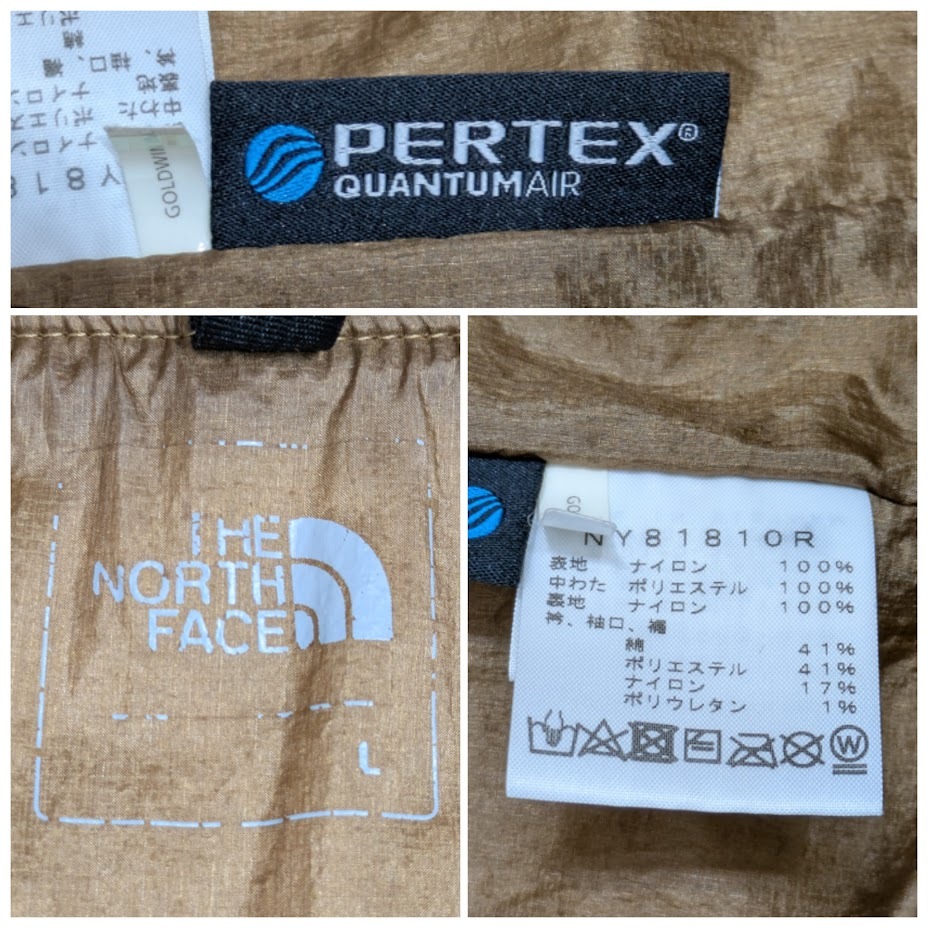 PERTEX®
QUANTUMAIR
GOLDWIN
THE
NORTH
FACE
L
GO
NY81810R
表地 ナイロン 100%
中わた ポリエステル 100%
裏地 ナイロン 100%
衿、袖口、裾
綿 41%
ポリエステル 41%
ナイロン 17%
ポリウレタン 1%
W